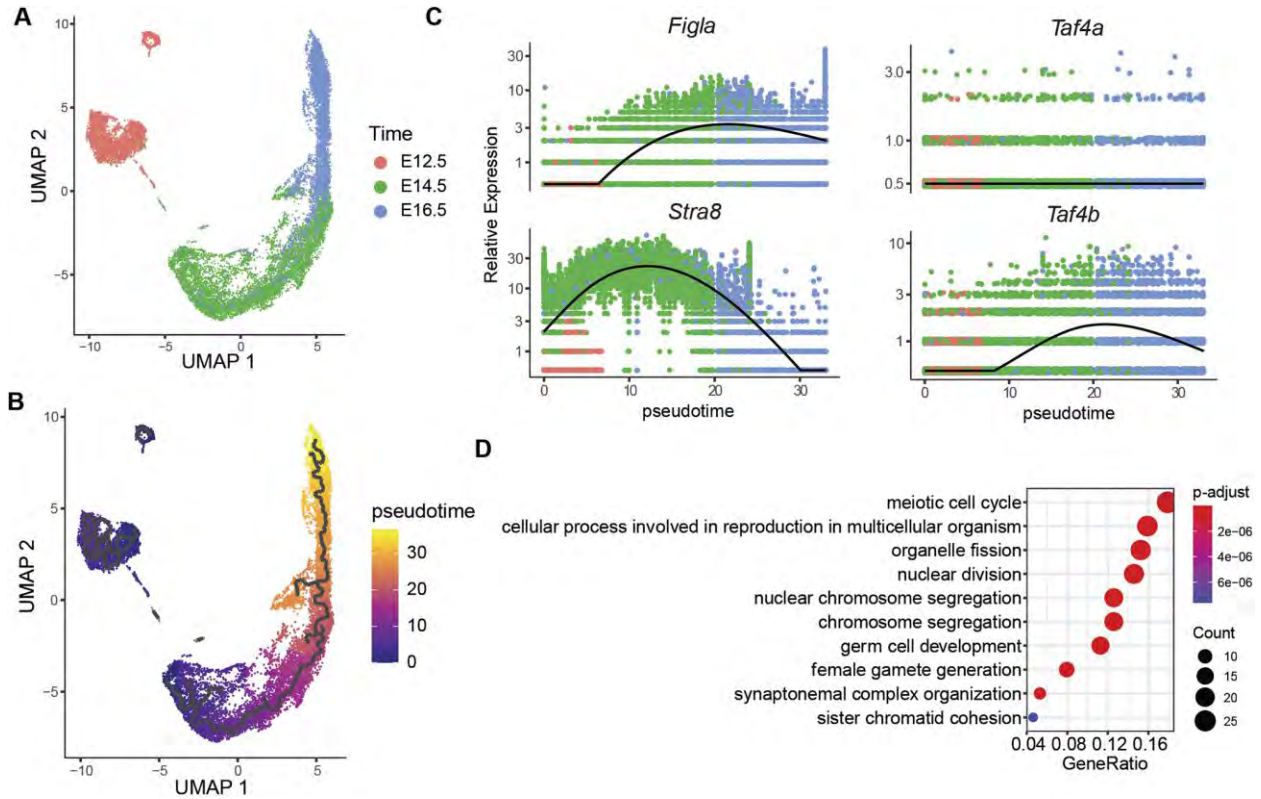 A
10
5
0
−5
−10
−5
0
5
UMAP 2
UMAP 1
Time
E12.5
E14.5
E16.5
B
10
5
0
−5
−10
−5
0
5
UMAP 2
UMAP 1
pseudotime
30
20
10
0
C
Relative Expression
Figla
30
10
3
1
Taf4a
3.0
1.0
0.5
Stra8
30
10
3
1
0
10
20
30
pseudotime
Taf4b
10
3
1
0
10
20
30
pseudotime
D
meiotic cell cycle
cellular process involved in reproduction in multicellular organism
organelle fission
nuclear division
nuclear chromosome segregation
chromosome segregation
germ cell development
female gamete generation
synaptonemal complex organization
sister chromatid cohesion
0.04 0.08 0.12 0.16
GeneRatio
p-adjust
2e−06
4e−06
6e−06
Count
10
15
20
25